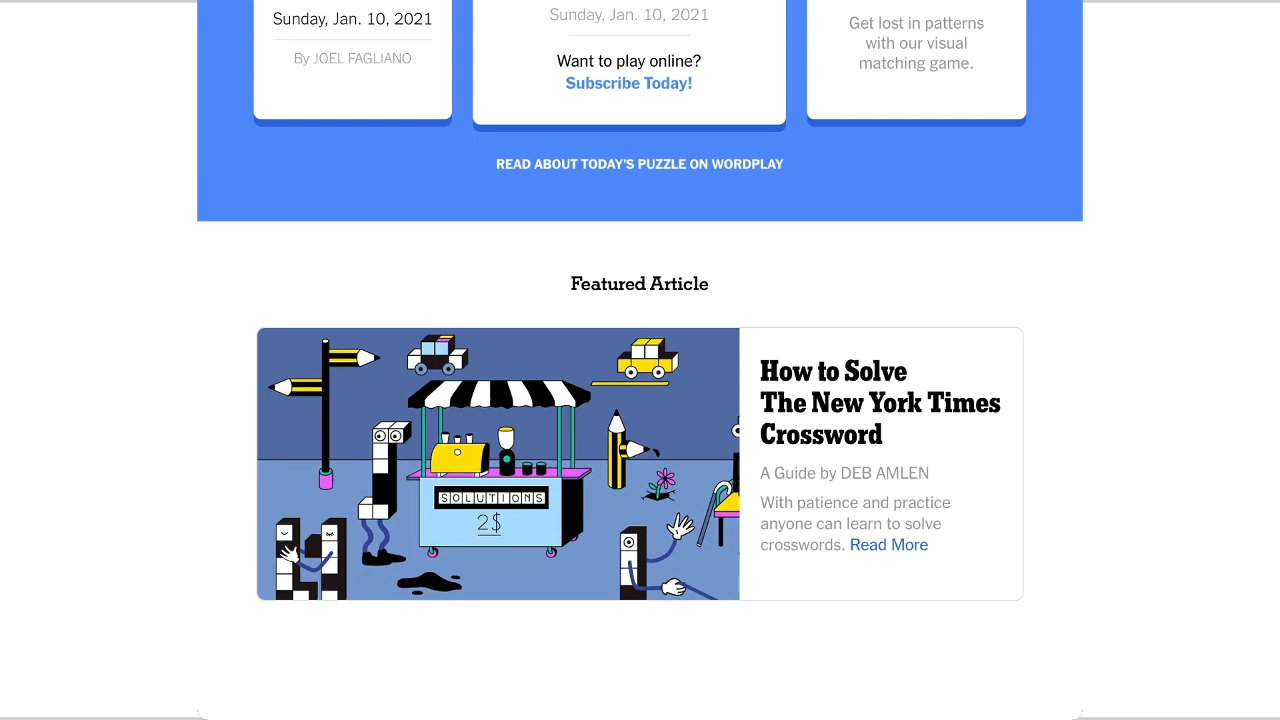 Sunday, Jan. 10, 2021
By JOEL FAGLIANO
Sunday, Jan. 10, 2021
Want to play online?
Subscribe Today!
Get lost in patterns
with our visual
matching game.
READ ABOUT TODAY'S PUZZLE ON WORDPLAY
Featured Article
SOLUTIONS
2$
How to Solve
The New York Times
Crossword
A Guide by DEB AMLEN
With patience and practice
anyone can learn to solve
crosswords. Read More